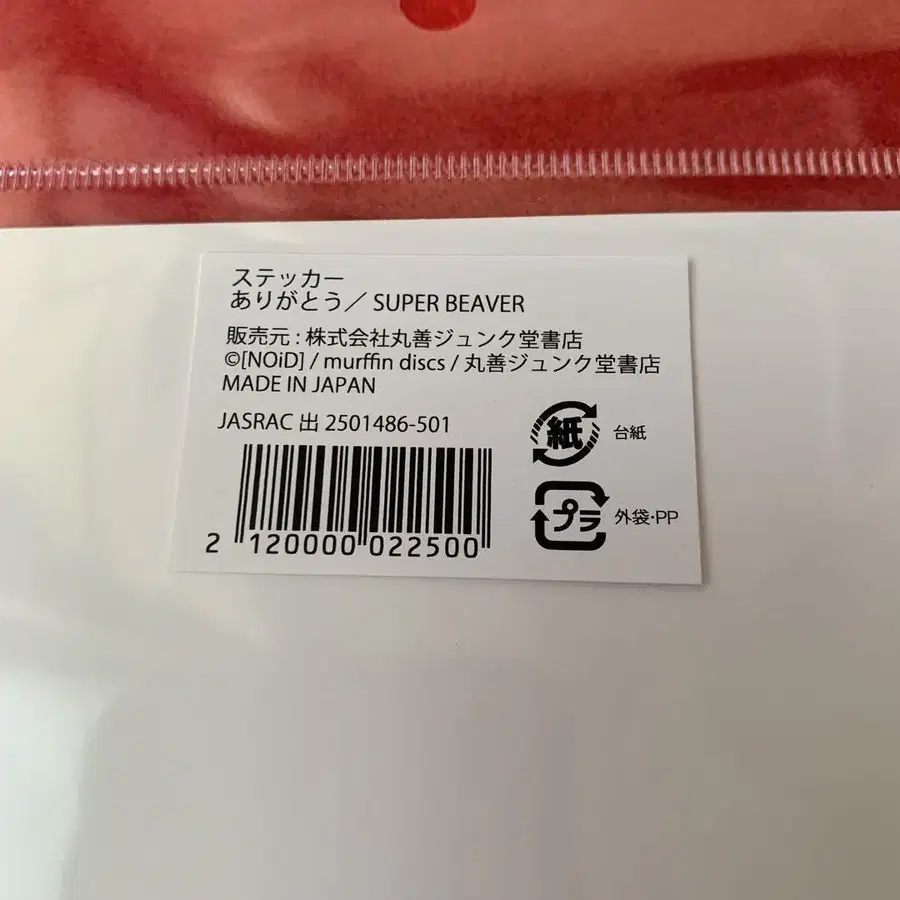 ステッカー
ありがとう／ SUPER BEAVER
販売元 : 株式会社丸善ジュンク堂書店
©[NOiD] / murffin discs / 丸善ジュンク堂書店
MADE IN JAPAN
JASRAC 出 2501486-501
紙 台紙
プラ 外袋・PP
2 120000 022500